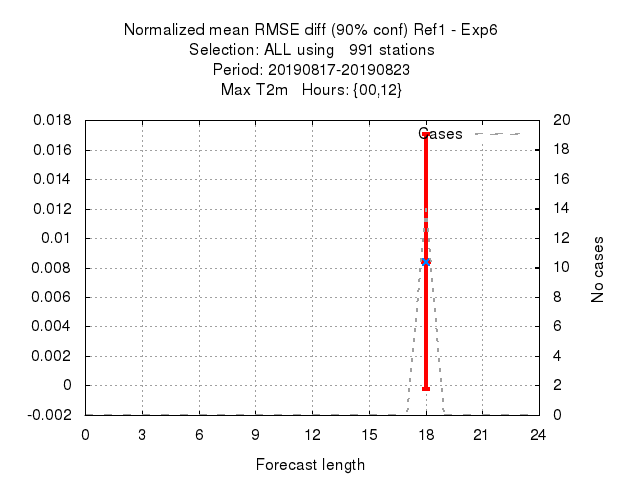 Normalized mean RMSE diff (90% conf) Ref1 - Exp6
Selection: ALL using 991 stations
Period: 20190817-20190823
Max T2m Hours: {00,12}
0.018
0.016
0.014
0.012
0.01
0.008
0.006
0.004
0.002
0
-0.002
Cases
20
18
16
14
12
10
8
6
4
2
0
No cases
0 3 6 9 12 15 18 21 24
Forecast length